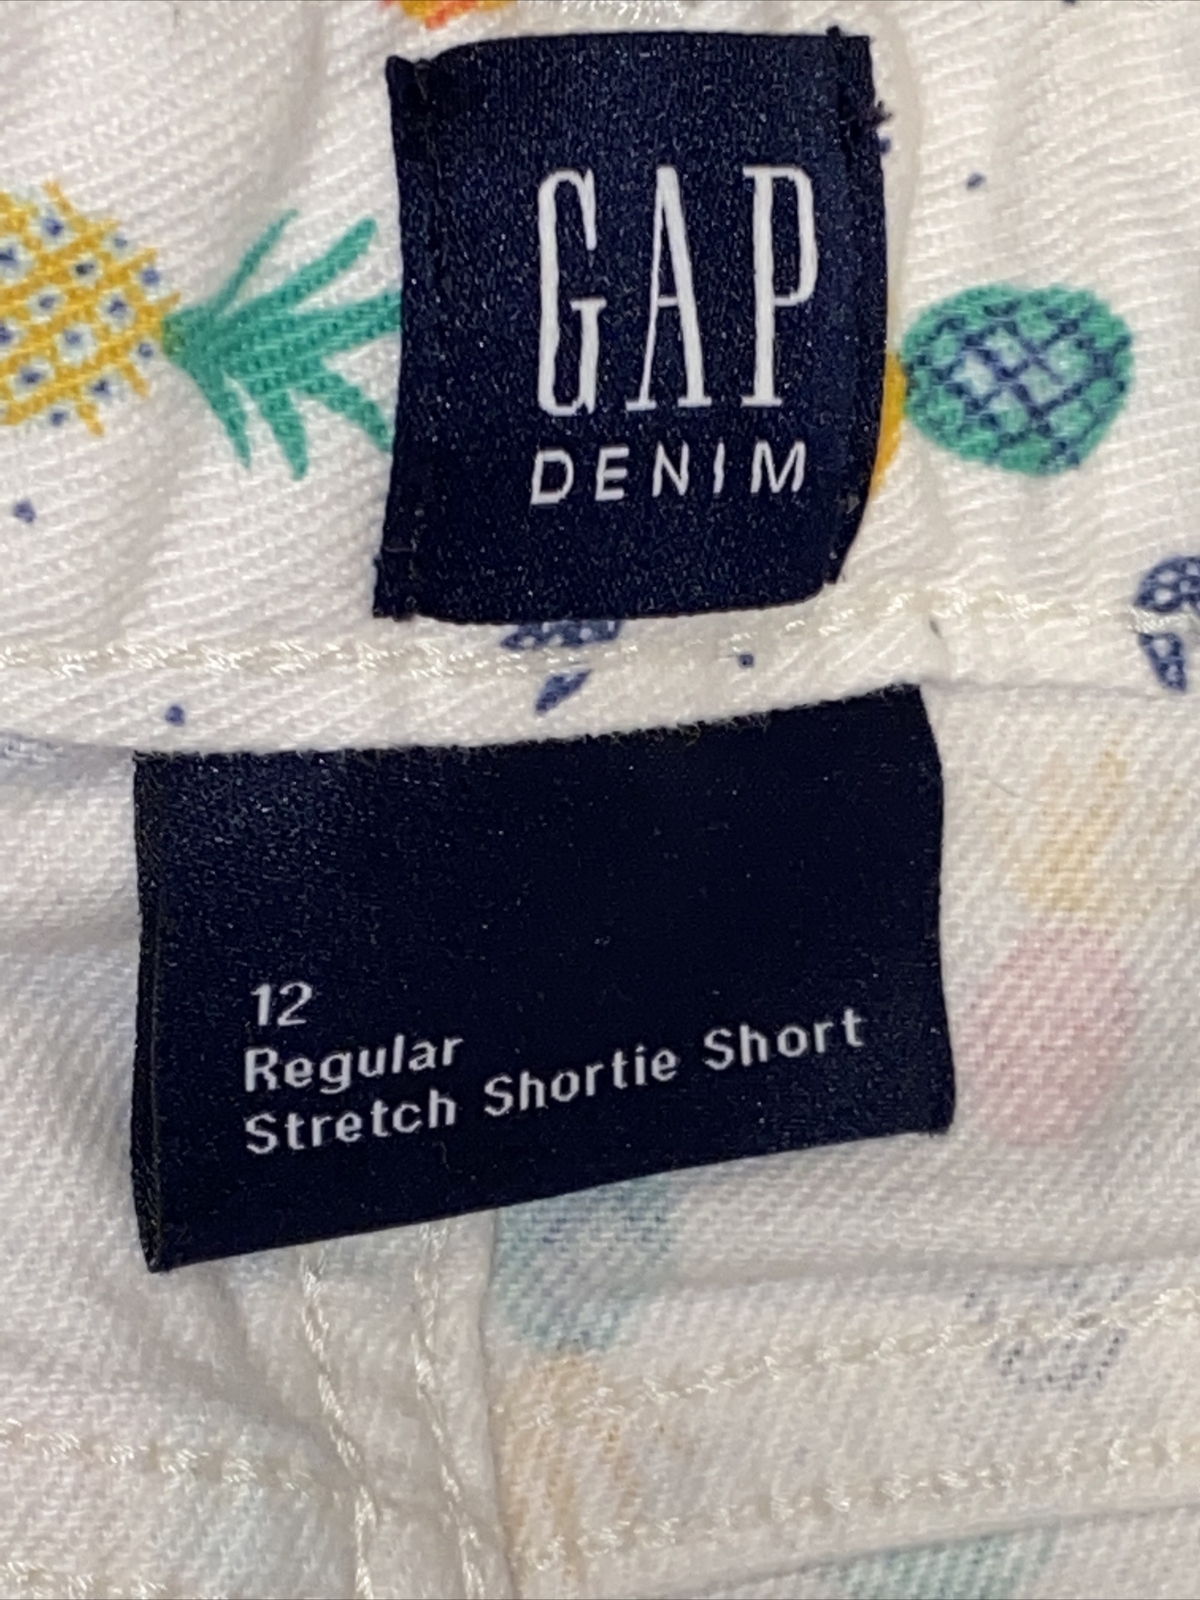 GAP
DENIM
12
Regular
Stretch Shortie Short